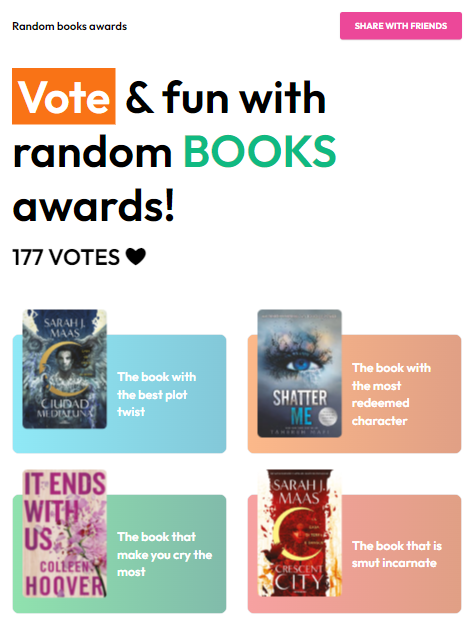 Random books awards
SHARE WITH FRIENDS
Vote & fun with
random BOOKS
awards!
177 VOTES
SARAH J.
MAAS
CIUDAD
MEDIALUNA
The book with
the best plot
twist
SHATTER
ME
The book with
the most
redeemed
character
IT ENDS
WITH
US
COLLEEN
HOOVER
The book that
make you cry the
most
SARAH J.
MAAS
CRESCENT
CITY
The book that is
smut incarnate